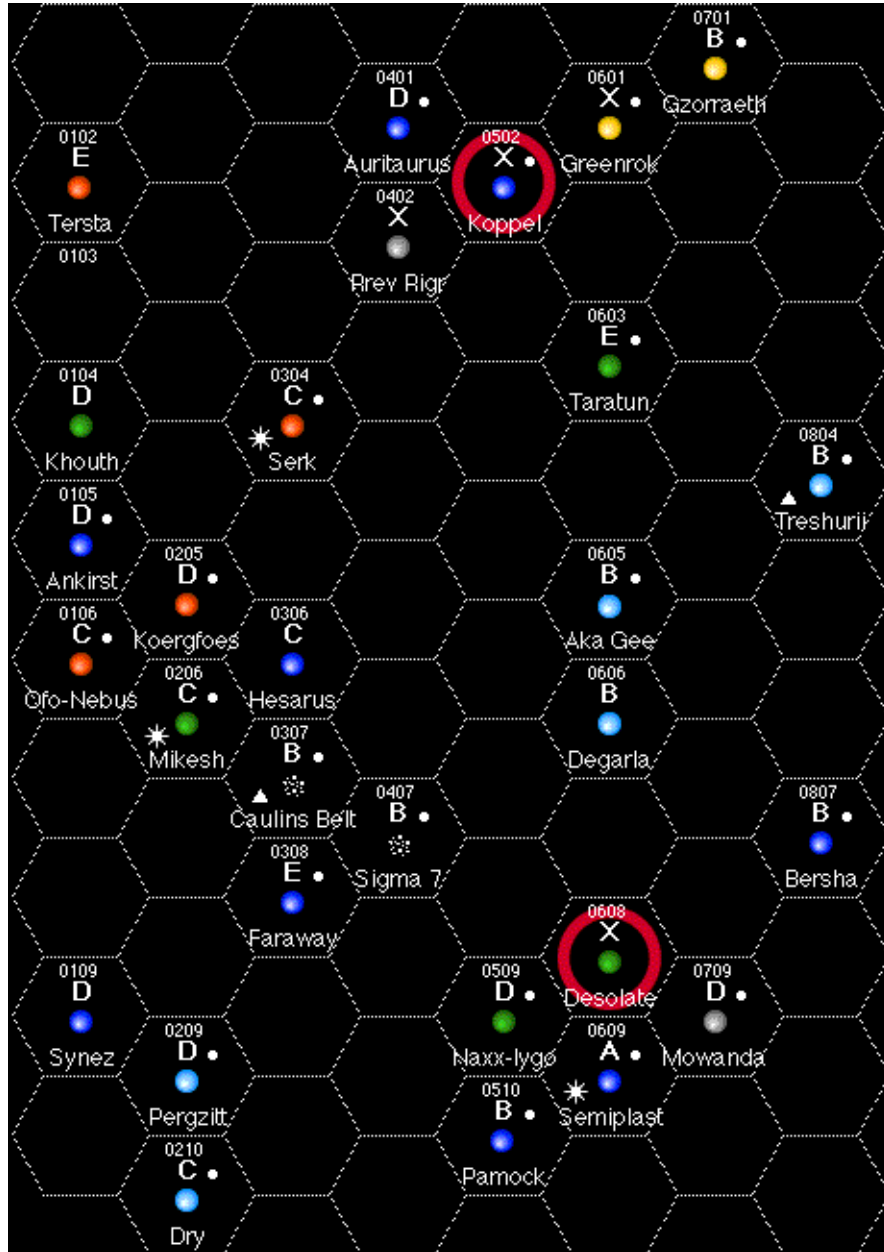 0701
B
Gzorraeth
0401
D
Auritaurus
0601
X
Greenrok
0102
E
Tersta
0502
X
Koppel
0402
X
Rrev Rigr
0103
0603
E
Taratun
0104
D
Khouth
0304
C
Serk
0804
B
Treshurij
0105
D
Ankirst
0205
D
Koergfoes
0605
B
Aka Gee
0106
C
Ofo-Nebus
0306
C
Hesarus
0206
C
Mikesh
0606
B
Degarla
0307
B
Caulins Belt
0407
B
Sigma 7
0807
B
Bersha
0308
E
Faraway
0608
X
Desolate
0109
D
Synez
0509
D
Naxx-Iygo
0709
D
Mowanda
0209
D
Pergzitt
0609
A
Semiplast
0510
B
Pamock
0210
C
Dry